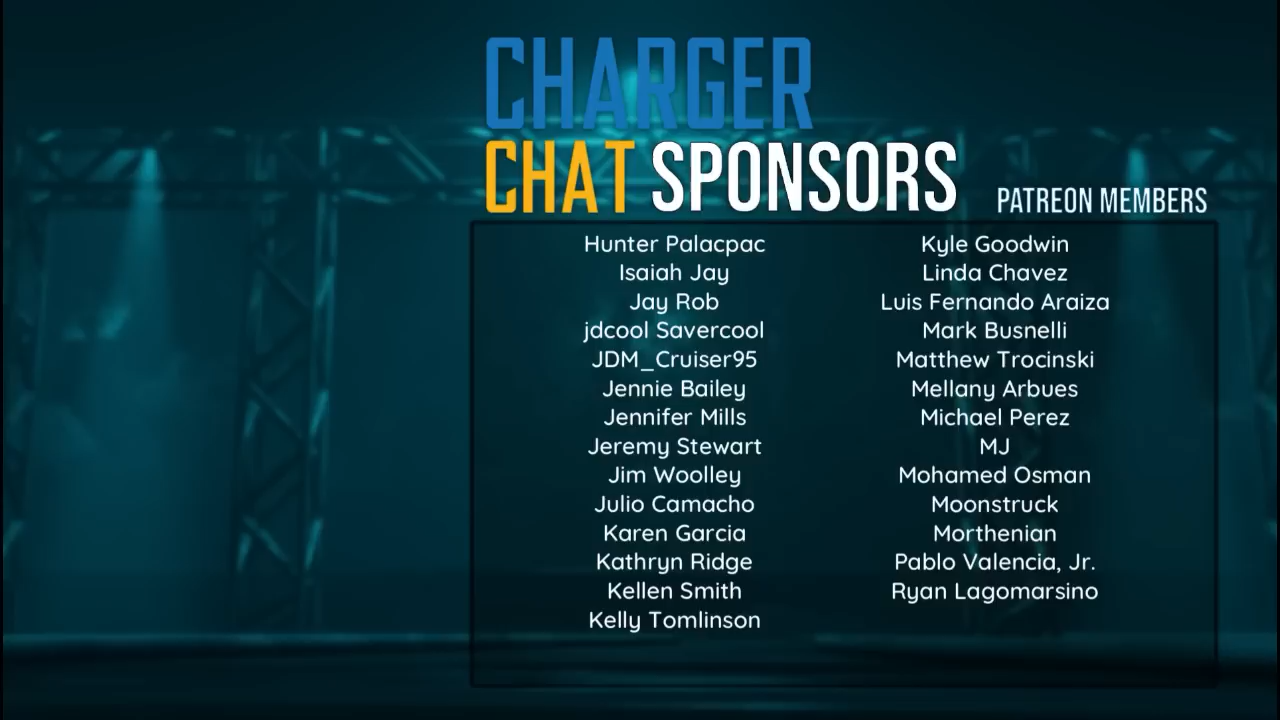 CHARGER
CHAT SPONSORS
PATREON MEMBERS
Hunter Palacpac
Isaiah Jay
Jay Rob
jdcool Savercool
JDM_Cruiser95
Jennie Bailey
Jennifer Mills
Jeremy Stewart
Jim Woolley
Julio Camacho
Karen Garcia
Kathryn Ridge
Kellen Smith
Kelly Tomlinson
Kyle Goodwin
Linda Chavez
Luis Fernando Araiza
Mark Busnelli
Matthew Trocinski
Mellany Arbues
Michael Perez
MJ
Mohamed Osman
Moonstruck
Morthenian
Pablo Valencia, Jr.
Ryan Lagomarsino